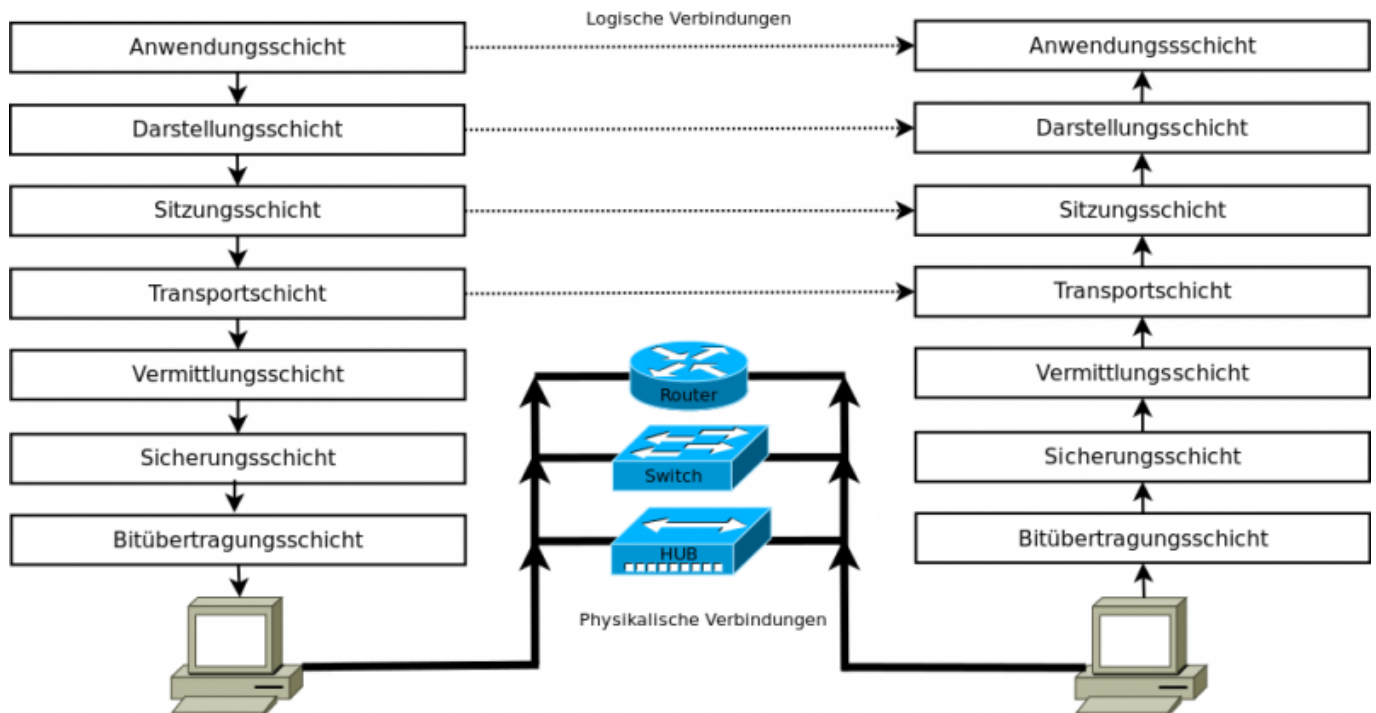 Logische Verbindungen
Anwendungsschicht
Anwendungssschicht
Darstellungsschicht
Darstellungsschicht
Sitzungsschicht
Sitzungsschicht
Transportschicht
Transportschicht
Vermittlungsschicht
Router
Vermittlungsschicht
Sicherungsschicht
Switch
Sicherungsschicht
Bitübertragungsschicht
HUB
Bitübertragungsschicht
Physikalische Verbindungen